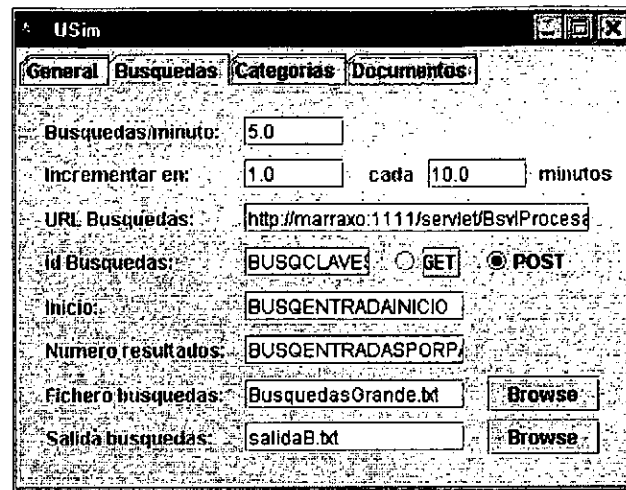 USim
General Busquedas Categorias Documentos
Busquedas/minuto: 5.0
Incrementar en: 1.0 cada 10.0 minutos
URL Busquedas: http://marraxo:1111/servlet/BsvlProcesa
Id Busquedas: BUSQCLAVES GET POST
Inicio: BUSQENTRADAINICIO
Numero resultados: BUSQENTRADASPORPA
Fichero busquedas: BusquedasGrande.txt Browse
Salida busquedas: salidaB.txt Browse